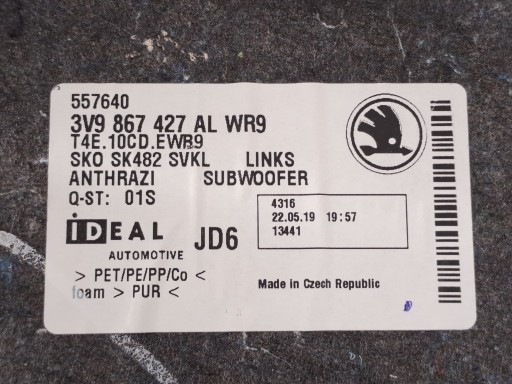 557640
3V9 867 427 AL WR9
T4E.10CD.EWR9
SKO SK482 SVKL LINKS
ANTHRAZI SUBWOOFER
Q-ST: 01S
4316
22.05.19 19:57
13441
iDEAL
AUTOMOTIVE
JD6
> PET/PE/PP/Co <
foam > PUR <
Made in Czech Republic